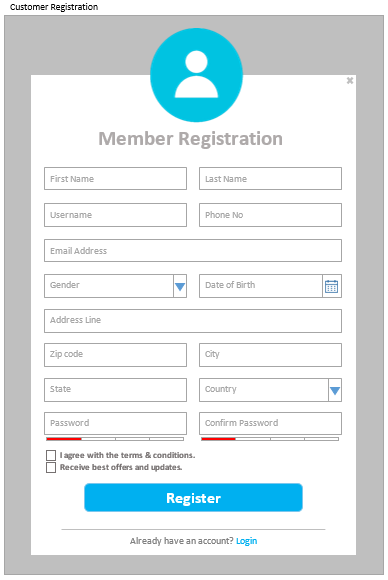 Customer Registration
Member Registration
First Name
Last Name
Username
Phone No
Email Address
Gender
Date of Birth
Address Line
Zip code
City
State
Country
Password
Confirm Password
I agree with the terms & conditions.
Receive best offers and updates.
Register
Already have an account? Login